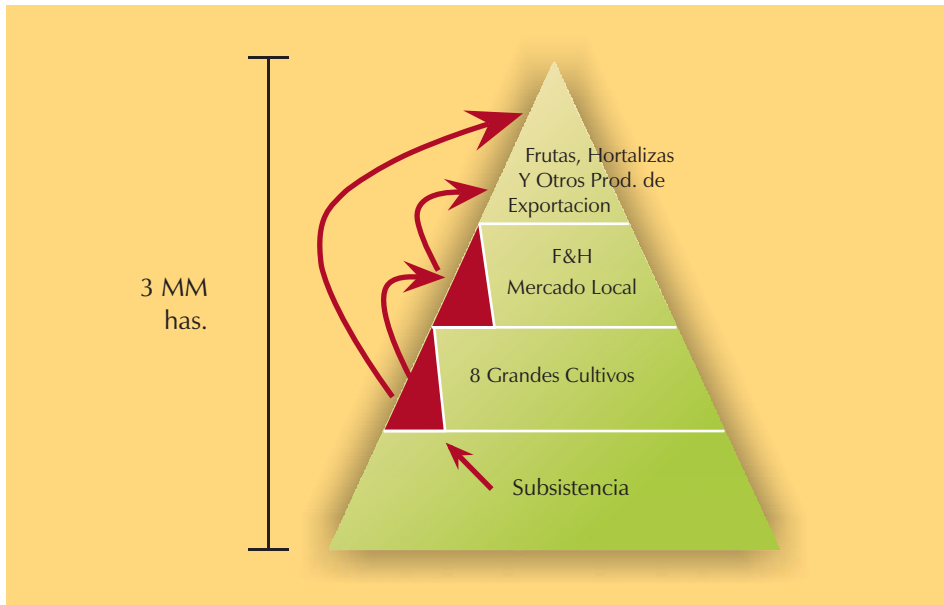 Frutas, Hortalizas
Y Otros Prod. de
Exportacion
F&H
Mercado Local
3 MM
has.
8 Grandes Cultivos
Subsistencia